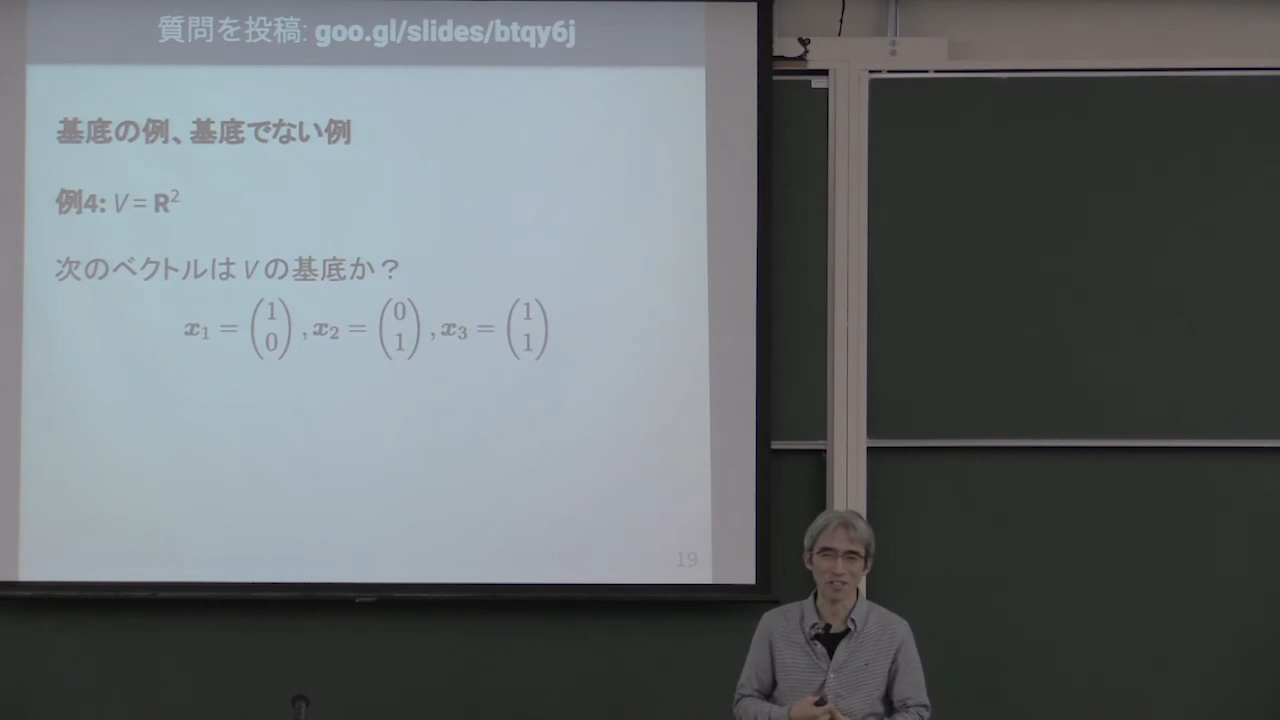 質問を投稿: goo.gl/slides/btqy6j
基底の例、基底でない例
例4: V = R²
次のベクトルは V の基底か？
x₁ = (1 0), x₂ = (0 1), x₃ = (1 1)
19